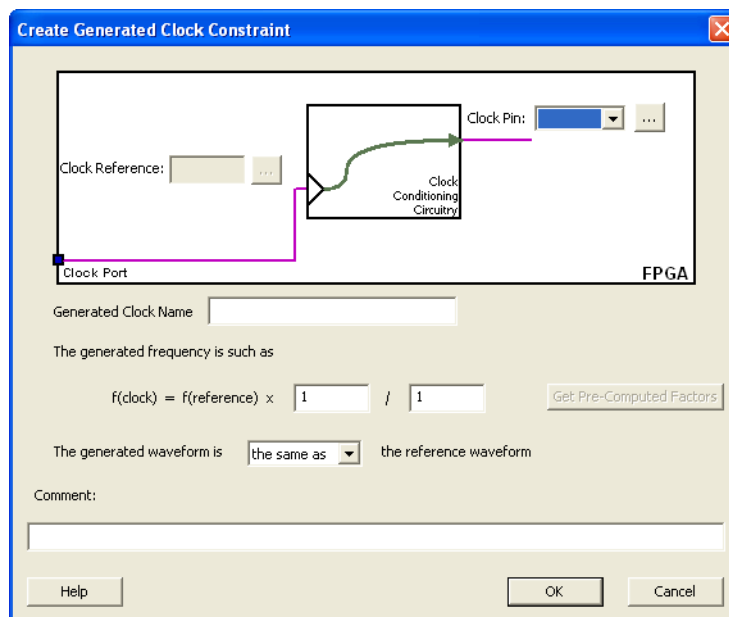 Create Generated Clock Constraint
Clock Pin:
...
Clock Reference:
...
Clock
Conditioning
Circuitry
Clock Port
FPGA
Generated Clock Name
The generated frequency is such as
f(clock) = f(reference) x 1 / 1
Get Pre-Computed Factors
The generated waveform is the same as the reference waveform
Comment:
Help
OK
Cancel